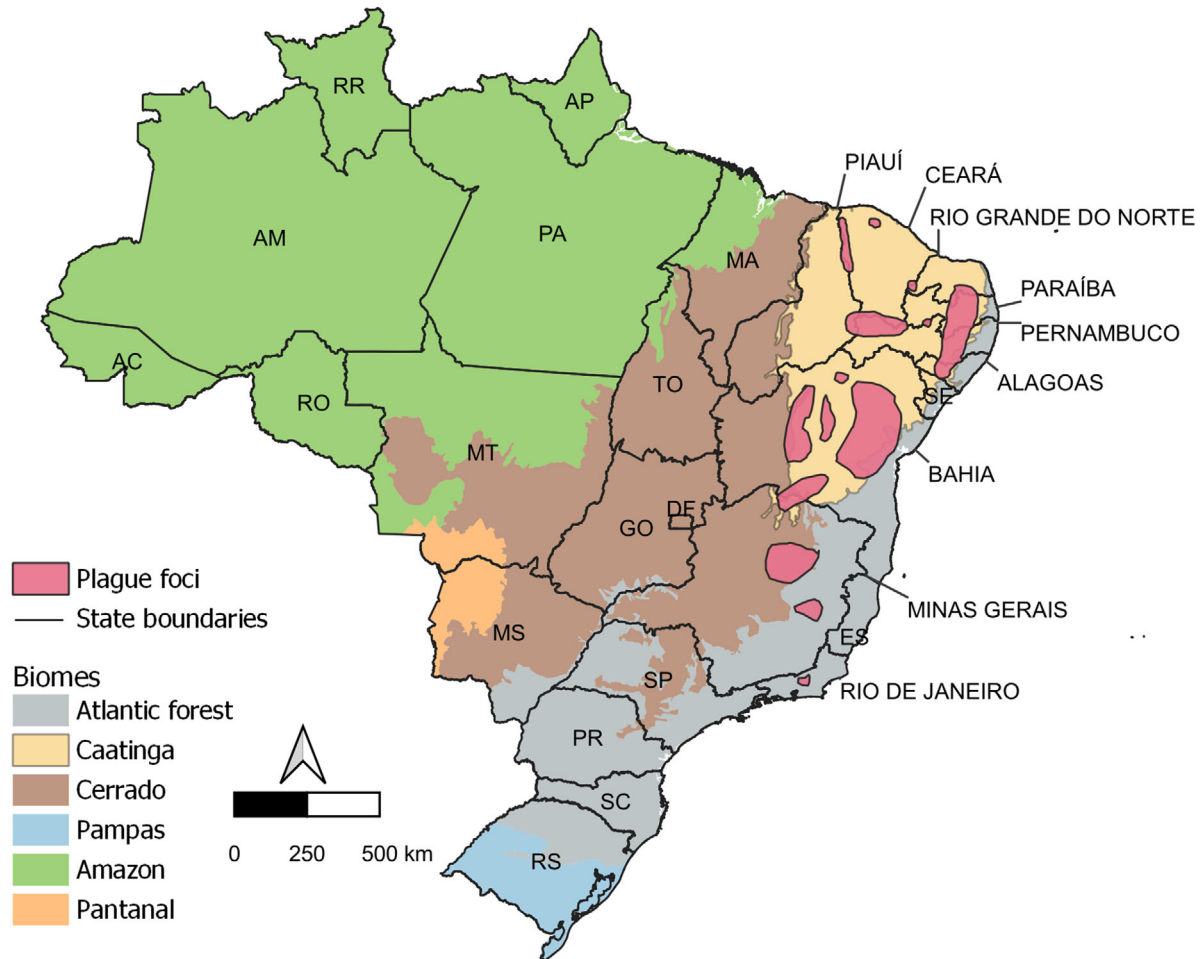 RR
AP
PIAUÍ
CEARÁ
RIO GRANDE DO NORTE
AM
PA
MA
PARAÍBA
PERNAMBUCO
AC
RO
TO
ALAGOAS
SE
MT
BAHIA
DF
GO
Plague foci
State boundaries
MINAS GERAIS
MS
ES
Biomes
SP
RIO DE JANEIRO
Atlantic forest
Caatinga
PR
Cerrado
SC
Pampas
0 250 500 km
RS
Amazon
Pantanal